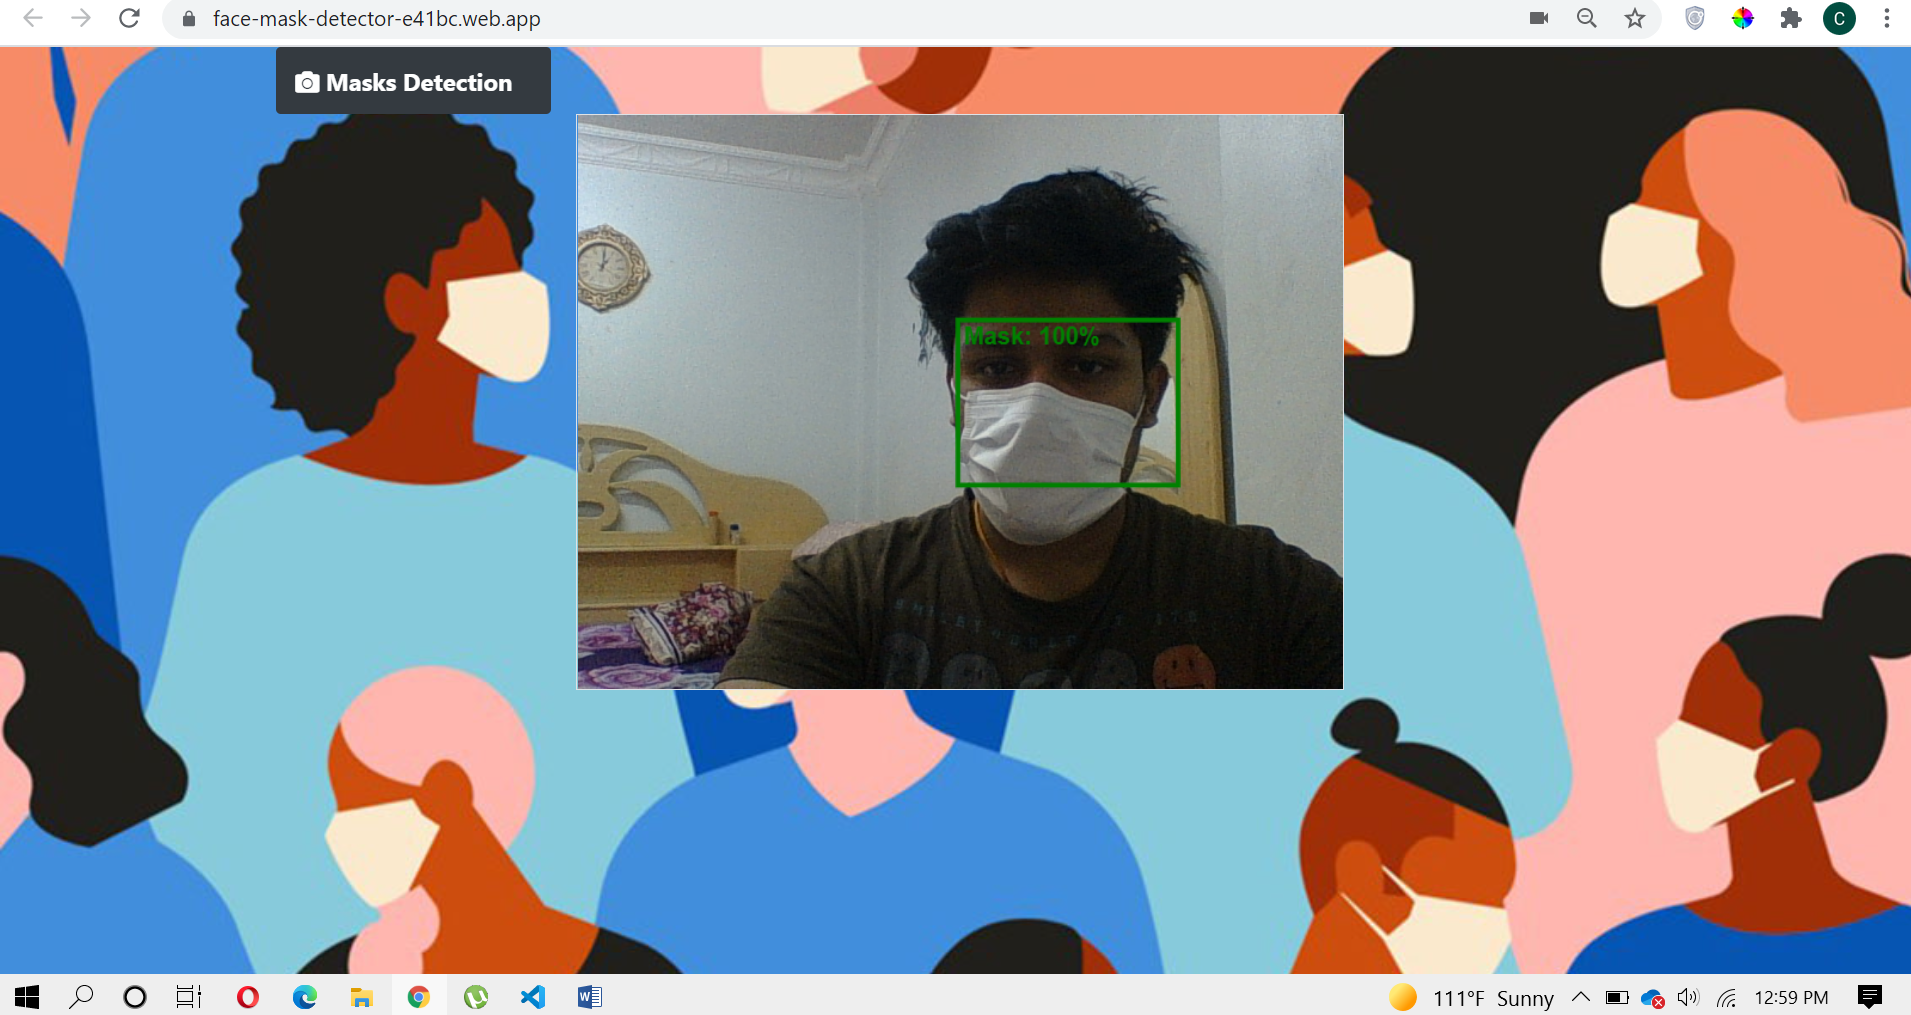 face-mask-detector-e41bc.web.app
C
Masks Detection
Mask: 100%
111°F Sunny
12:59 PM